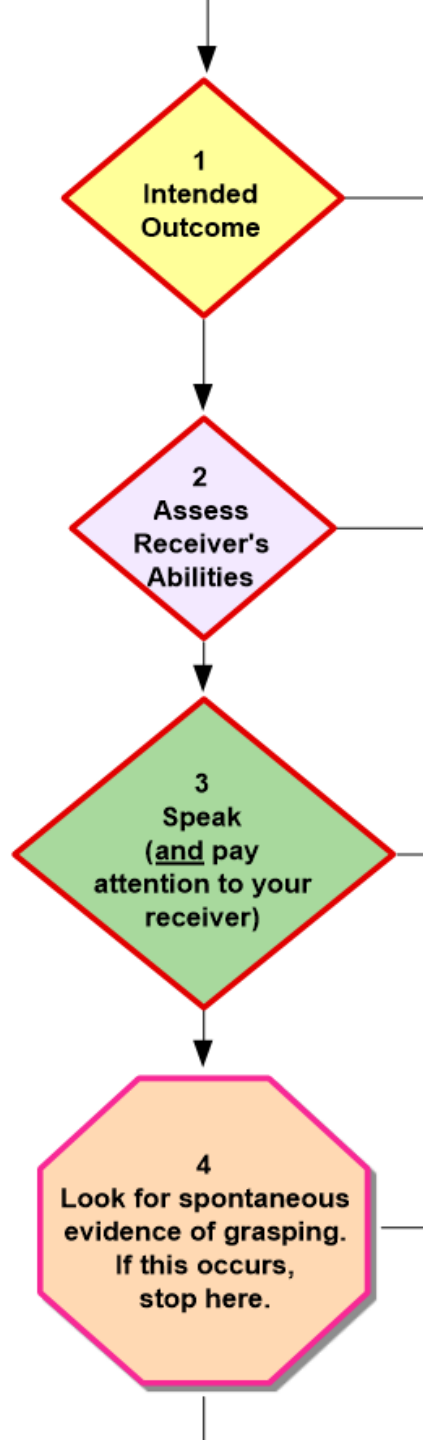 1
Intended
Outcome
2
Assess
Receiver's
Abilities
3
Speak
(and pay
attention to your
receiver)
4
Look for spontaneous
evidence of grasping.
If this occurs,
stop here.